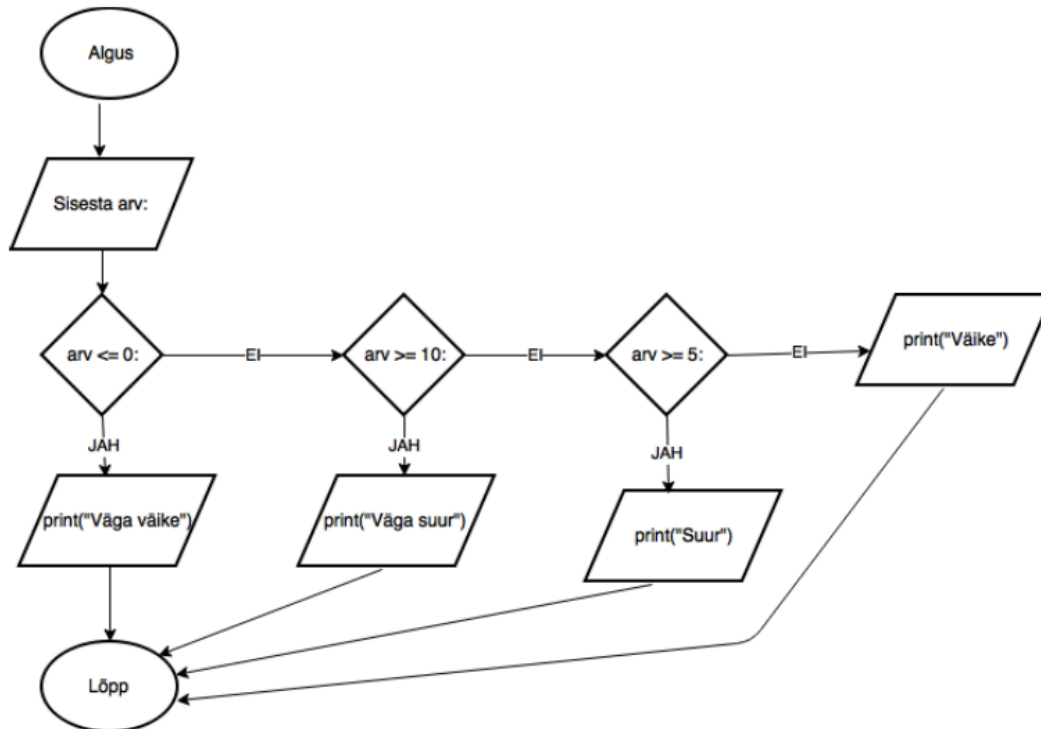 Algus
Sisesta arv:
arv <= 0:
EI
arv >= 10:
EI
arv >= 5:
EI
print("Väike")
JAH
JAH
JAH
print("Väga väike")
print("Väga suur")
print("Suur")
Lõpp